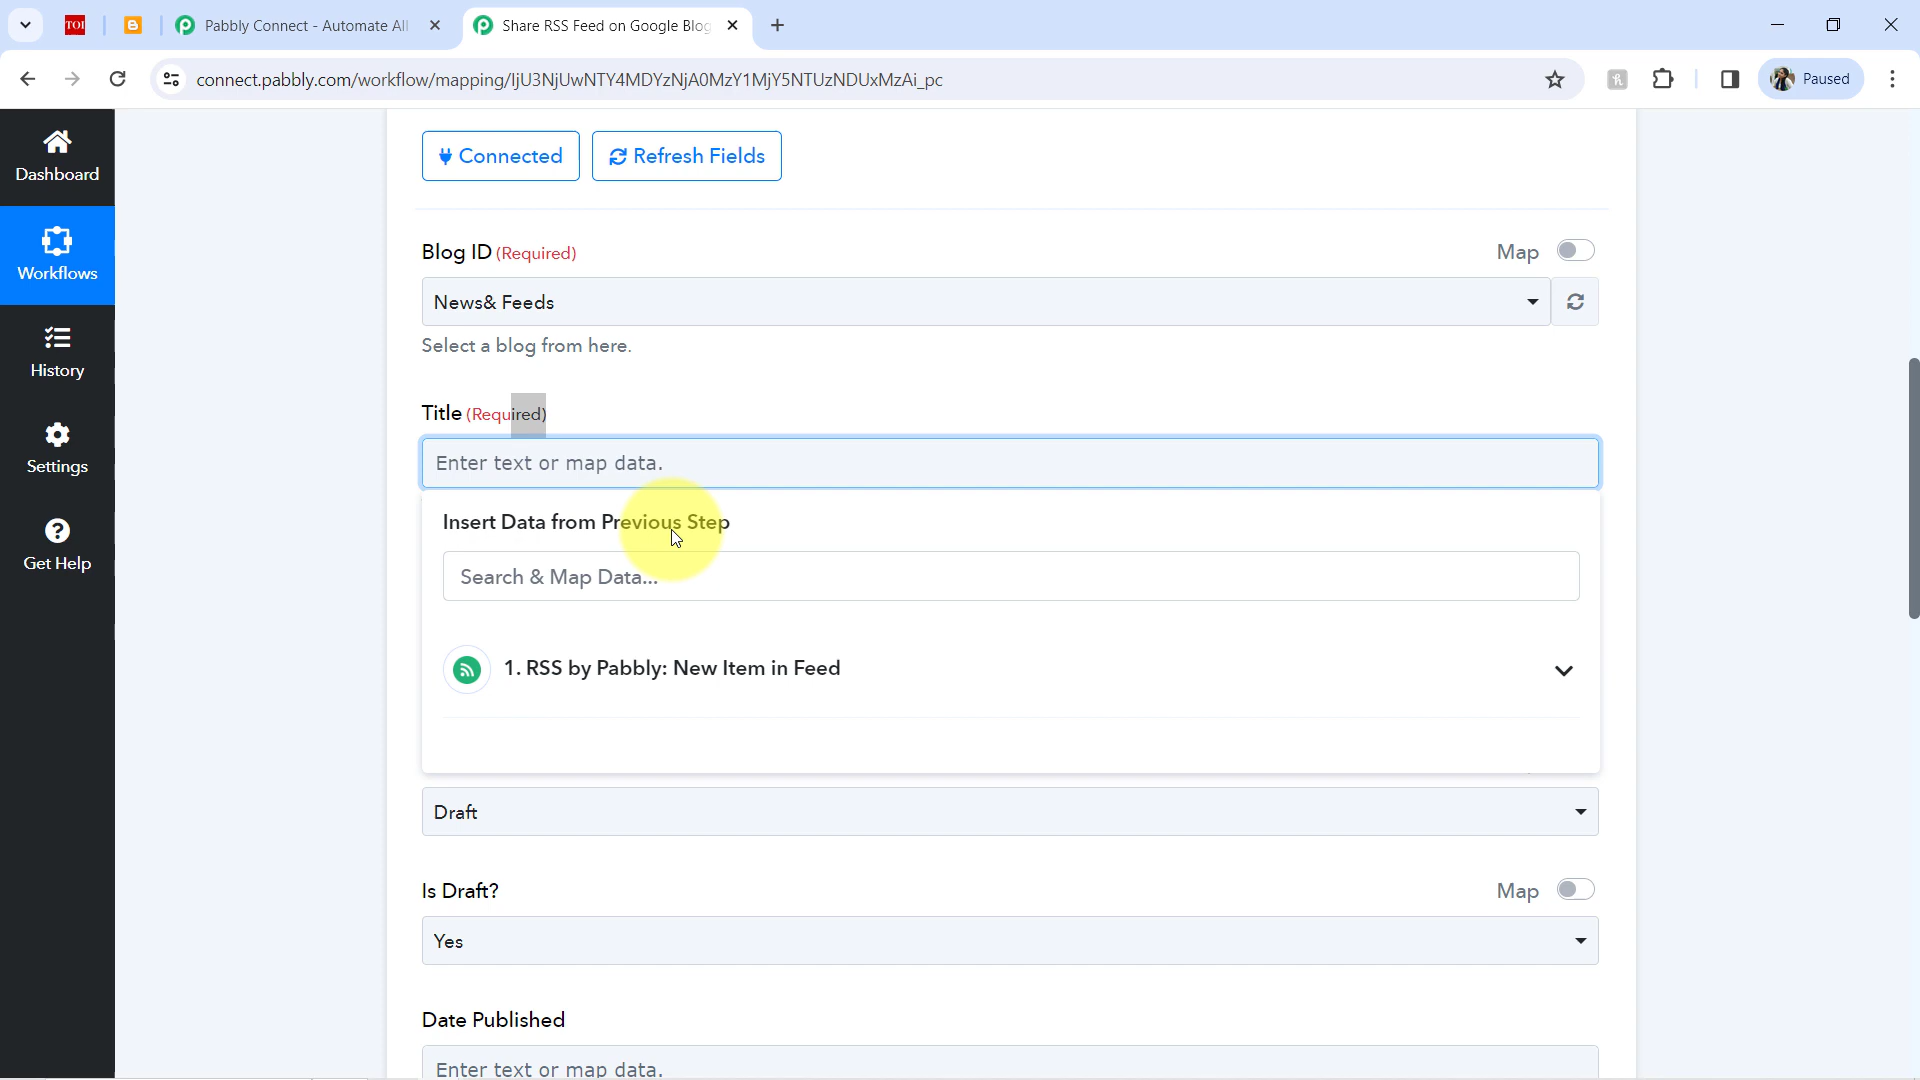 TOI
Pabbly Connect - Automate All
Share RSS Feed on Google Blog
connect.pabbly.com/workflow/mapping/IjU3NjUwNTY4MDYzNjA0MzY1MjY5NTUzNDUxMzAi_pc
Paused
Dashboard
Workflows
History
Settings
Get Help
Connected
Refresh Fields
Blog ID (Required)
Map
News& Feeds
Select a blog from here.
Title (Required)
Enter text or map data.
Insert Data from Previous Step
Search & Map Data...
1. RSS by Pabbly: New Item in Feed
Draft
Is Draft?
Map
Yes
Date Published
Enter text or map data.